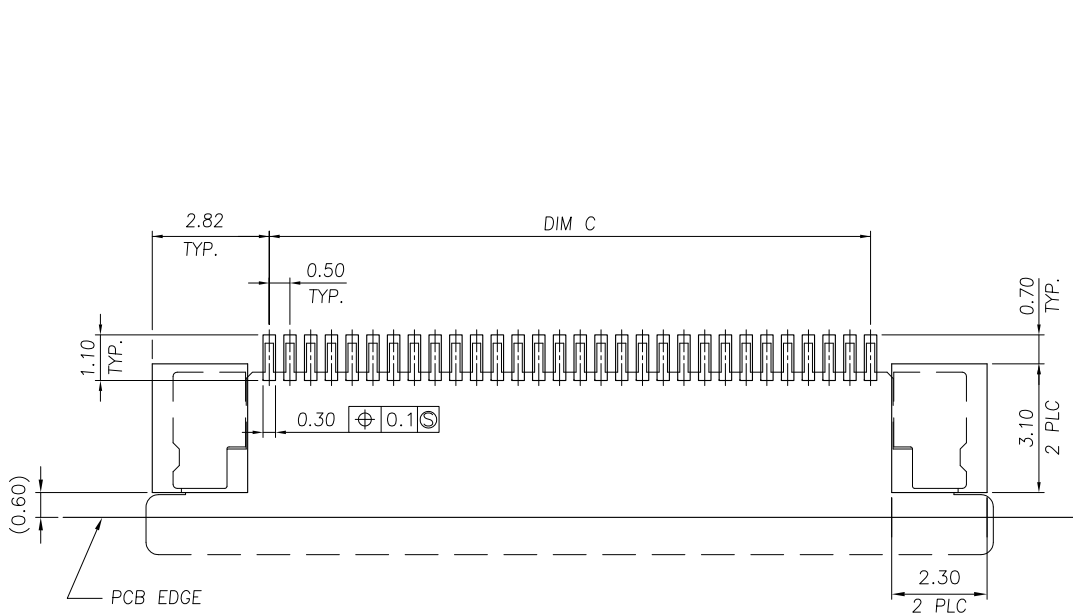 2.82
TYP.
DIM C
0.50
TYP.
0.70
TYP.
1.10
TYP.
0.30 ⌖ 0.1 Ⓢ
3.10
2 PLC
(0.60)
PCB EDGE
2.30
2 PLC